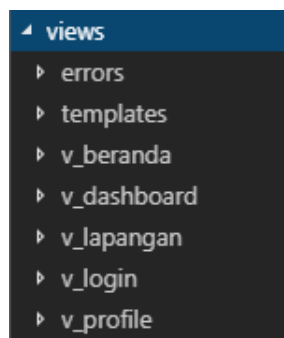 views
errors
templates
v_beranda
v_dashboard
v_lapangan
v_login
v_profile